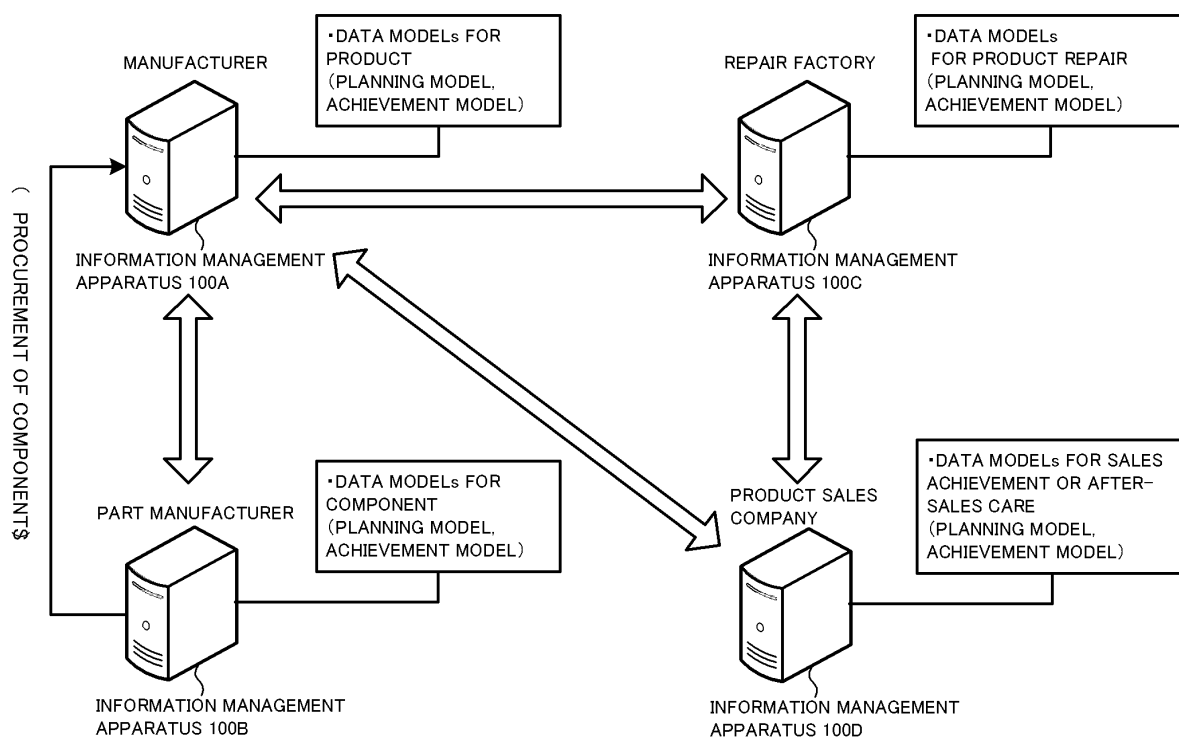 MANUFACTURER
・DATA MODELs FOR
PRODUCT
(PLANNING MODEL,
ACHIEVEMENT MODEL)
INFORMATION MANAGEMENT
APPARATUS 100A
REPAIR FACTORY
・DATA MODELs
FOR PRODUCT REPAIR
(PLANNING MODEL,
ACHIEVEMENT MODEL)
INFORMATION MANAGEMENT
APPARATUS 100C
( PROCUREMENT OF COMPONENTS
PART MANUFACTURER
・DATA MODELs FOR
COMPONENT
(PLANNING MODEL,
ACHIEVEMENT MODEL)
INFORMATION MANAGEMENT
APPARATUS 100B
PRODUCT SALES
COMPANY
・DATA MODELs FOR SALES
ACHIEVEMENT OR AFTER-
SALES CARE
(PLANNING MODEL,
ACHIEVEMENT MODEL)
INFORMATION MANAGEMENT
APPARATUS 100D